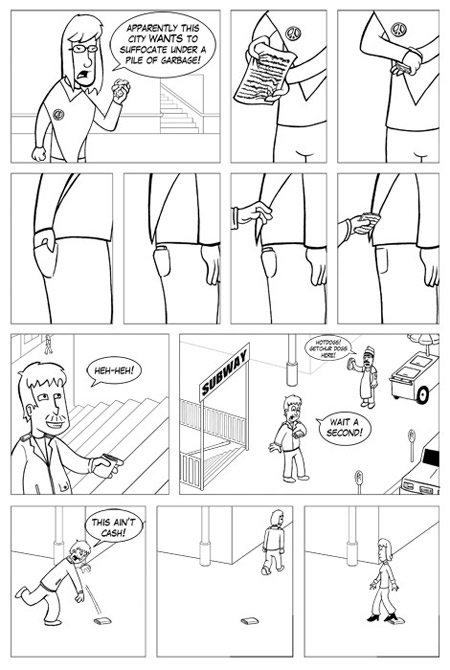 APPARENTLY THIS
CITY WANTS TO
SUFFOCATE UNDER A
PILE OF GARBAGE!
HEH-HEH!
SUBWAY
HOTDOGS!
GETCHUR DOGS
HERE!
WAIT A
SECOND!
THIS AIN'T
CASH!